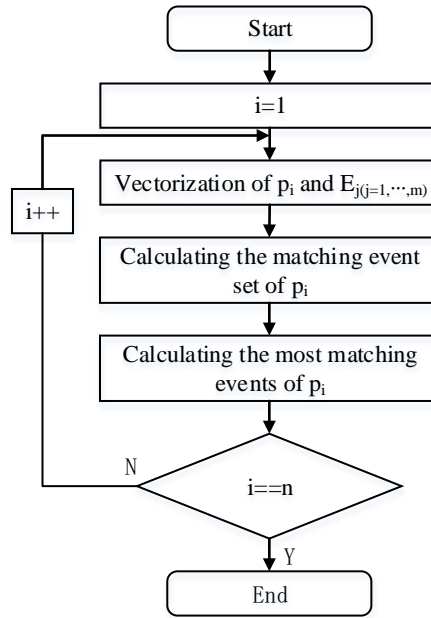 Start
i=1
Vectorization of pᵢ and Eⱼ₍ⱼ₌₁,...,ₘ₎
i++
Calculating the matching event
set of pᵢ
Calculating the most matching
events of pᵢ
N
i==n
Y
End